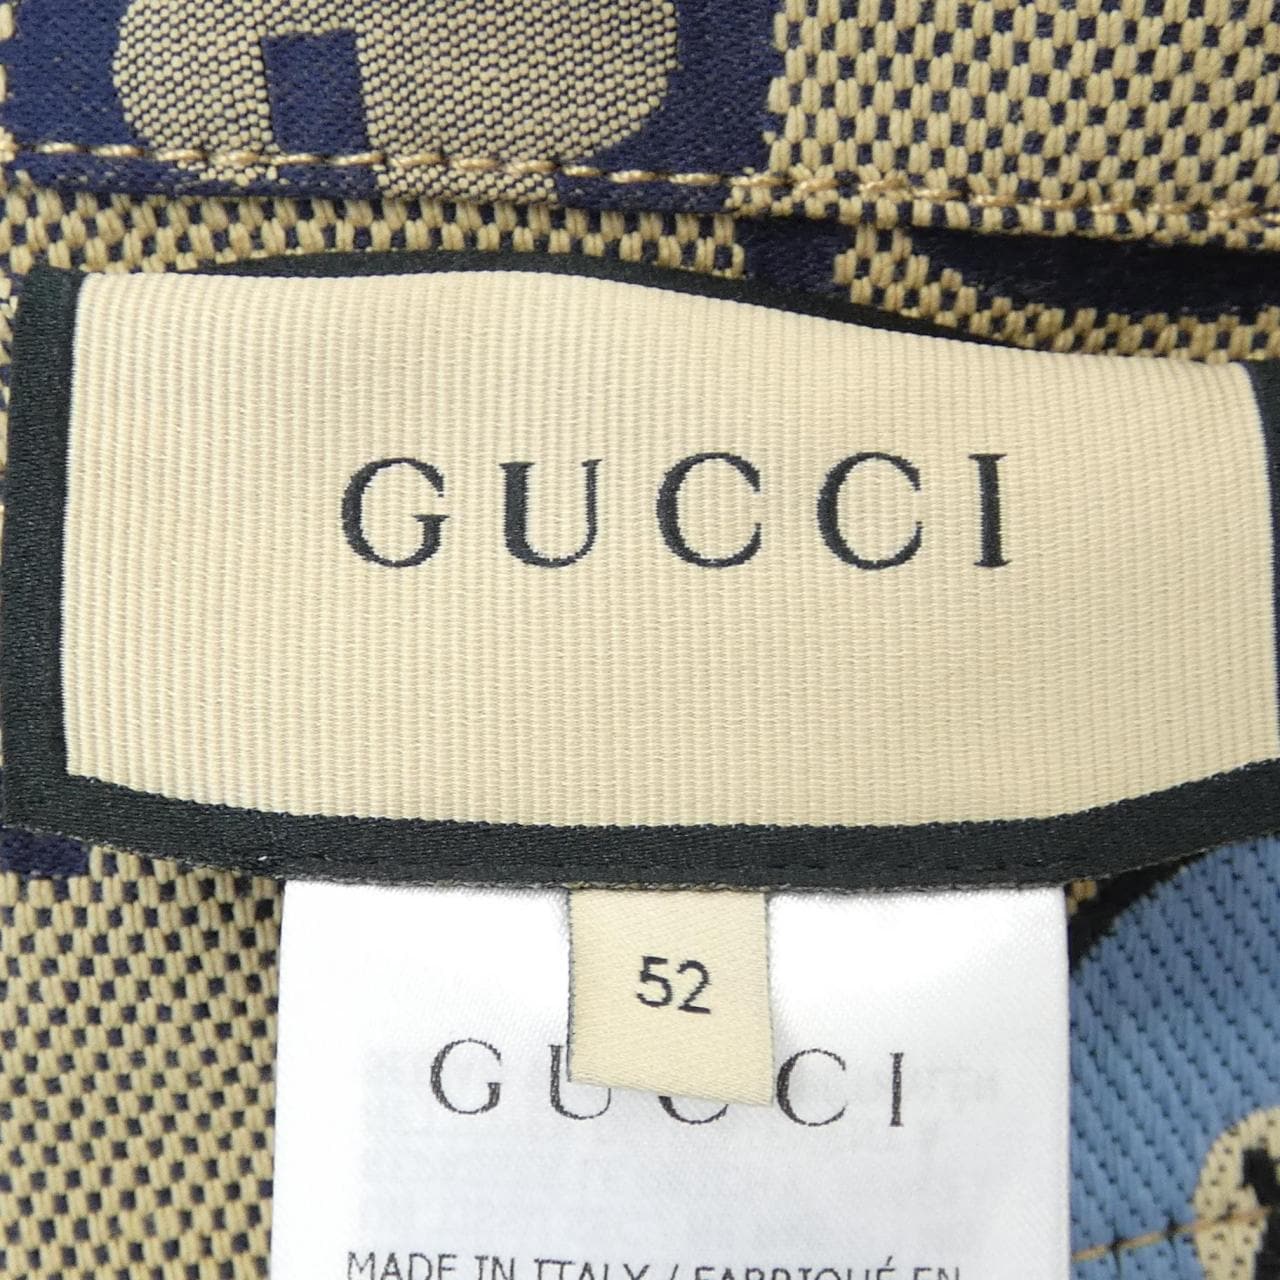 GUCCI
52
GUCCI
MADE IN ITALY / FABRIQUÉ EN